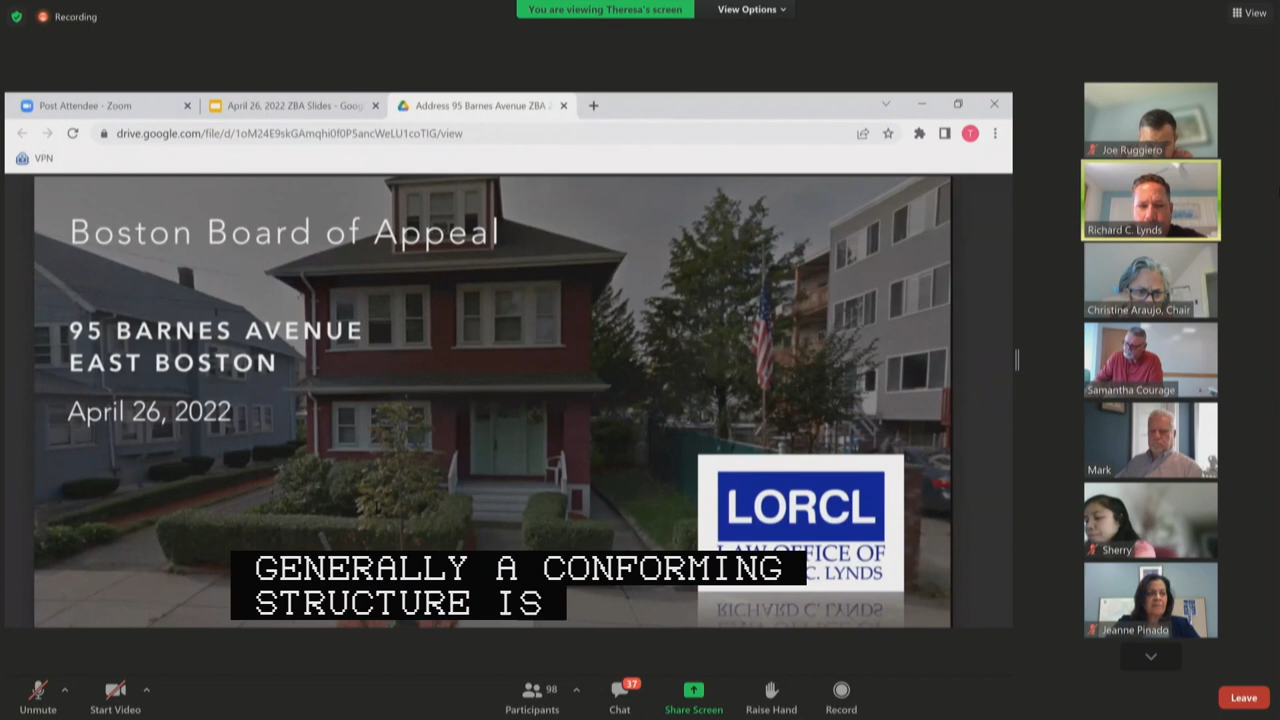 Recording
You are viewing Theresa's screen
View Options
View
Post Attendee - Zoom
April 26, 2022 ZBA Slides - Goog
Address 95 Barnes Avenue ZBA
drive.google.com/file/d/1oM24E9skGAmqhi0f0P5ancWeLU1coTIG/view
T
VPN
Boston Board of Appeal
95 BARNES AVENUE
EAST BOSTON
April 26, 2022
LORCL
LAW OFFICE OF
C. LYNDS
RICHARD C. LYNDS
GENERALLY A CONFORMING
STRUCTURE IS
Joe Ruggiero
Richard C. Lynds
Christine Araujo, Chair
Samantha Courage
Mark
Sherry
Jeanne Pinado
Unmute
Start Video
98
Participants
37
Chat
Share Screen
Raise Hand
Record
Leave